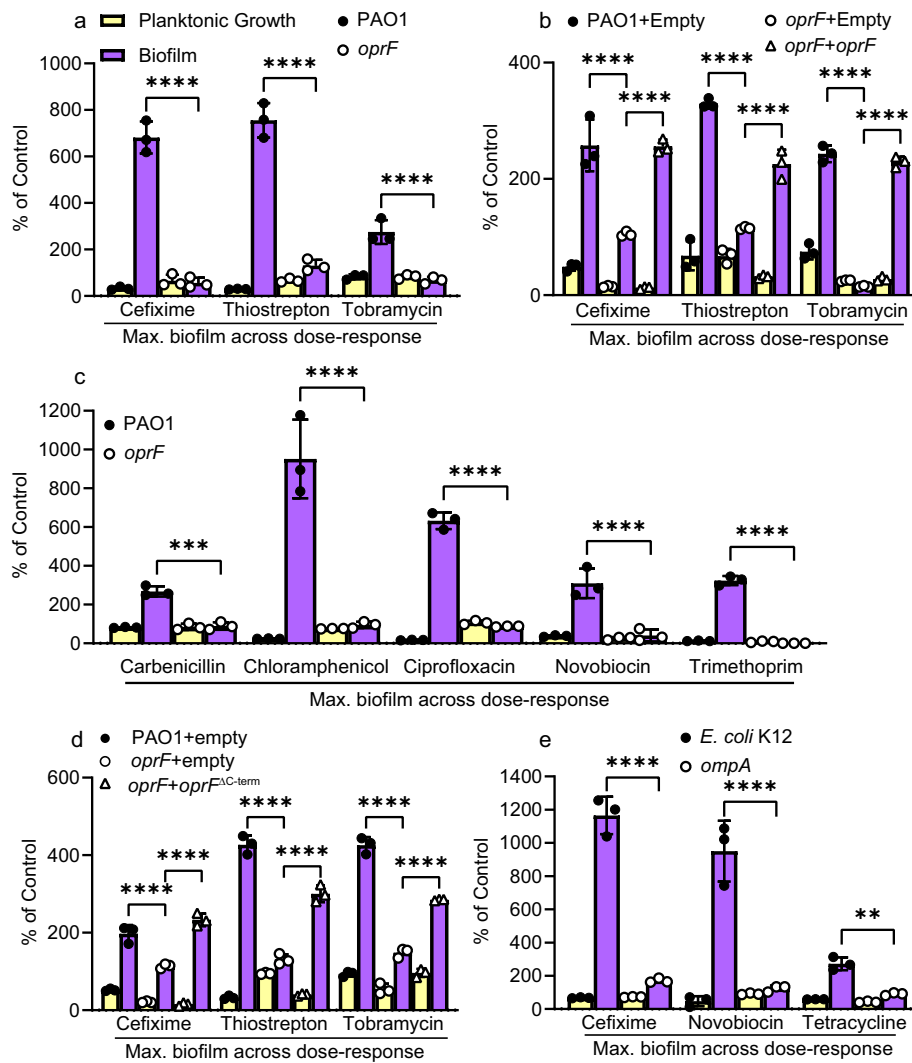 a
Planktonic Growth
Biofilm
PAO1
oprF
% of Control
1000
800
600
400
200
0
****
****
****
Cefixime Thiostrepton Tobramycin
Max. biofilm across dose-response
b
PAO1+Empty
oprF+Empty
oprF+oprF
% of Control
400
200
0
****
****
****
****
****
****
Cefixime Thiostrepton Tobramycin
Max. biofilm across dose-response
c
PAO1
oprF
% of Control
1200
1000
800
600
400
200
0
***
****
****
****
****
Carbenicillin Chloramphenicol Ciprofloxacin Novobiocin Trimethoprim
Max. biofilm across dose-response
d
PAO1+empty
oprF+empty
oprF+oprFΔC-term
% of Control
600
400
200
0
****
****
****
****
****
****
Cefixime Thiostrepton Tobramycin
Max. biofilm across dose-response
e
E. coli K12
ompA
% of Control
1400
1200
1000
800
600
400
200
0
****
****
**
Cefixime Novobiocin Tetracycline
Max. biofilm across dose-response